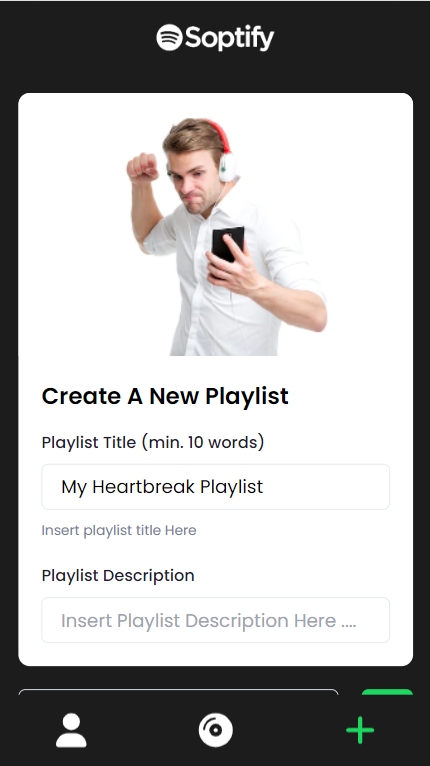 Soptify
Create A New Playlist
Playlist Title (min. 10 words)
My Heartbreak Playlist
Insert playlist title Here
Playlist Description
Insert Playlist Description Here ....